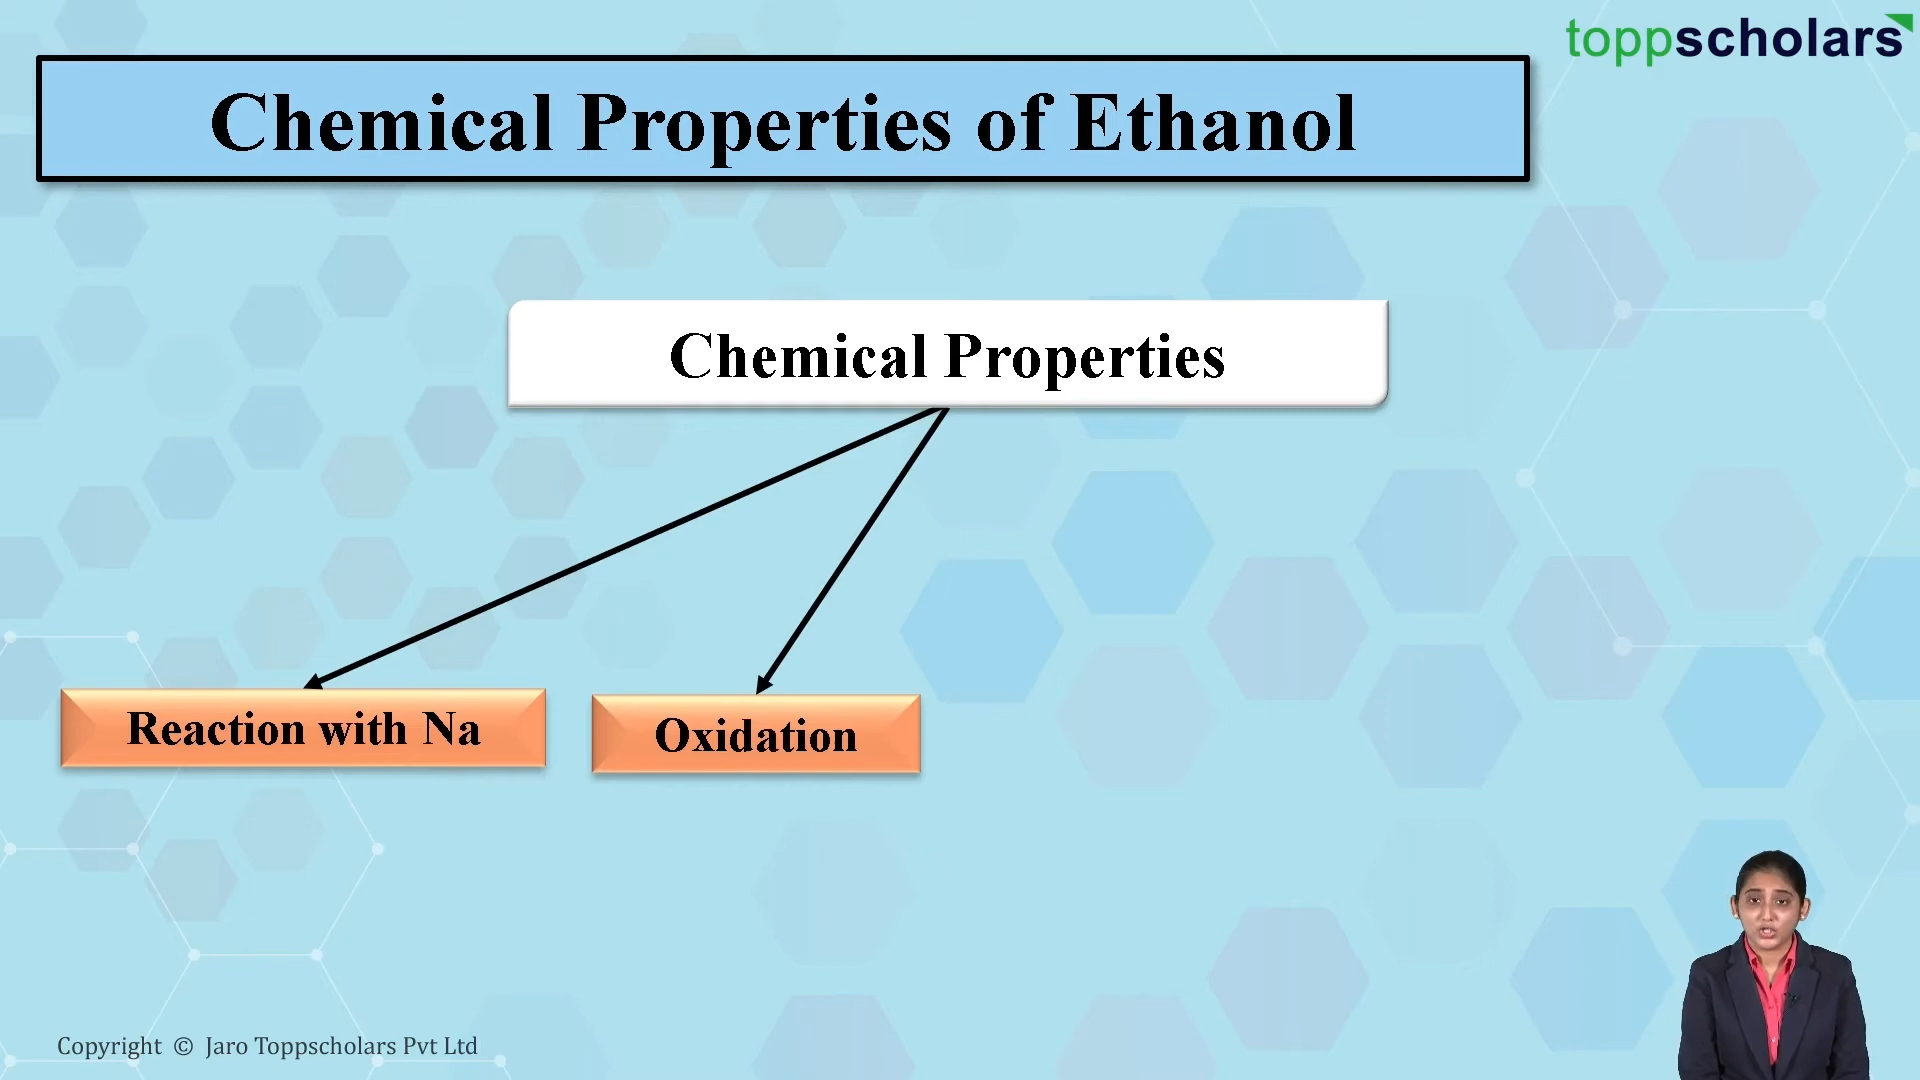 toppscholars
Chemical Properties of Ethanol
Chemical Properties
Reaction with Na
Oxidation
Copyright © Jaro Toppscholars Pvt Ltd